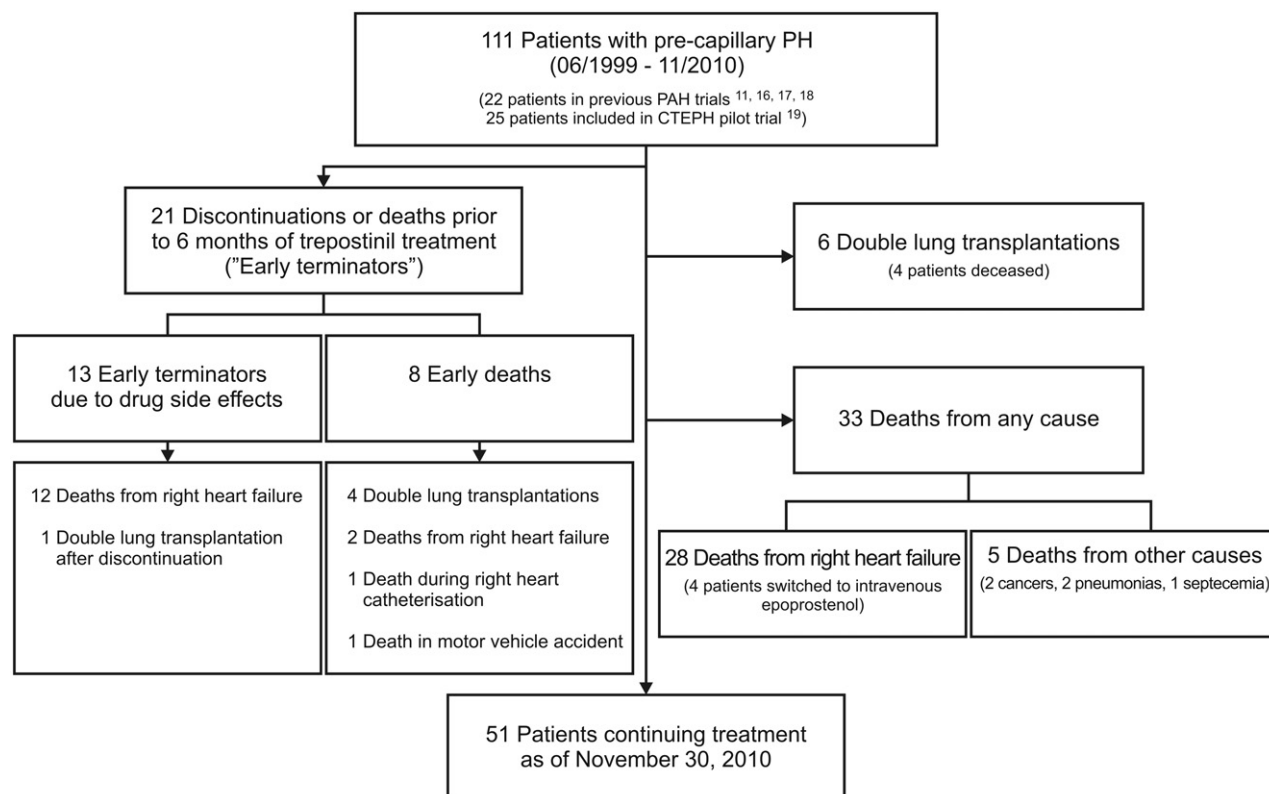 111 Patients with pre-capillary PH
(06/1999 - 11/2010)
(22 patients in previous PAH trials 11, 16, 17, 18
25 patients included in CTEPH pilot trial 19)
21 Discontinuations or deaths prior
to 6 months of trepostinil treatment
("Early terminators")
6 Double lung transplantations
(4 patients deceased)
13 Early terminators
due to drug side effects
8 Early deaths
33 Deaths from any cause
12 Deaths from right heart failure
1 Double lung transplantation
after discontinuation
4 Double lung transplantations
2 Deaths from right heart failure
1 Death during right heart
catheterisation
1 Death in motor vehicle accident
28 Deaths from right heart failure
(4 patients switched to intravenous
epoprostenol)
5 Deaths from other causes
(2 cancers, 2 pneumonias, 1 septecemia)
51 Patients continuing treatment
as of November 30, 2010